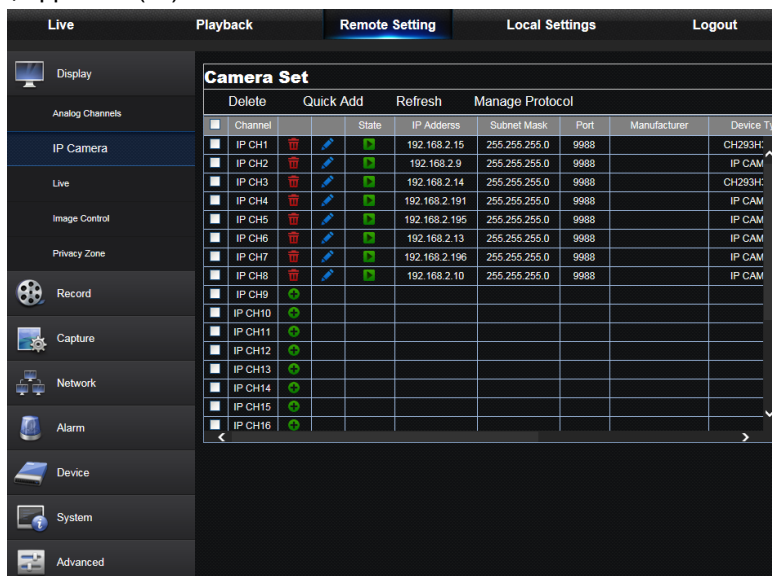 Live Playback Remote Setting Local Settings Logout
Display
Analog Channels
IP Camera
Live
Image Control
Privacy Zone
Record
Capture
Network
Alarm
Device
System
Advanced
Camera Set
Delete Quick Add Refresh Manage Protocol
Channel State IP Adderss Subnet Mask Port Manufacturer Device Ty
IP CH1 192.168.2.15 255.255.255.0 9988 CH293H
IP CH2 192.168.2.9 255.255.255.0 9988 IP CAM
IP CH3 192.168.2.14 255.255.255.0 9988 CH293H
IP CH4 192.168.2.191 255.255.255.0 9988 IP CAM
IP CH5 192.168.2.195 255.255.255.0 9988 IP CAM
IP CH6 192.168.2.13 255.255.255.0 9988 IP CAM
IP CH7 192.168.2.196 255.255.255.0 9988 IP CAM
IP CH8 192.168.2.10 255.255.255.0 9988 IP CAM
IP CH9
IP CH10
IP CH11
IP CH12
IP CH13
IP CH14
IP CH15
IP CH16